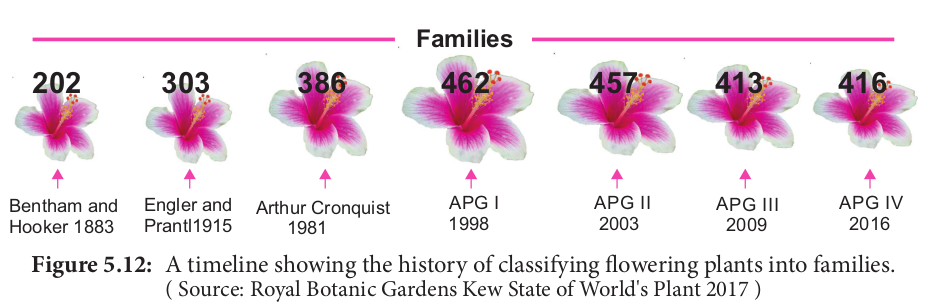 Families
202 303 386 462 457 413 416
Bentham and Hooker 1883
Engler and Prantl1915
Arthur Cronquist 1981
APG I 1998
APG II 2003
APG III 2009
APG IV 2016
Figure 5.12: A timeline showing the history of classifying flowering plants into families.
( Source: Royal Botanic Gardens Kew State of World's Plant 2017 )